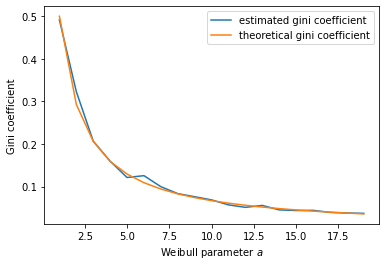 0.5
0.4
0.3
0.2
0.1
Gini coefficient
estimated gini coefficient
theoretical gini coefficient
2.5 5.0 7.5 10.0 12.5 15.0 17.5
Weibull parameter a